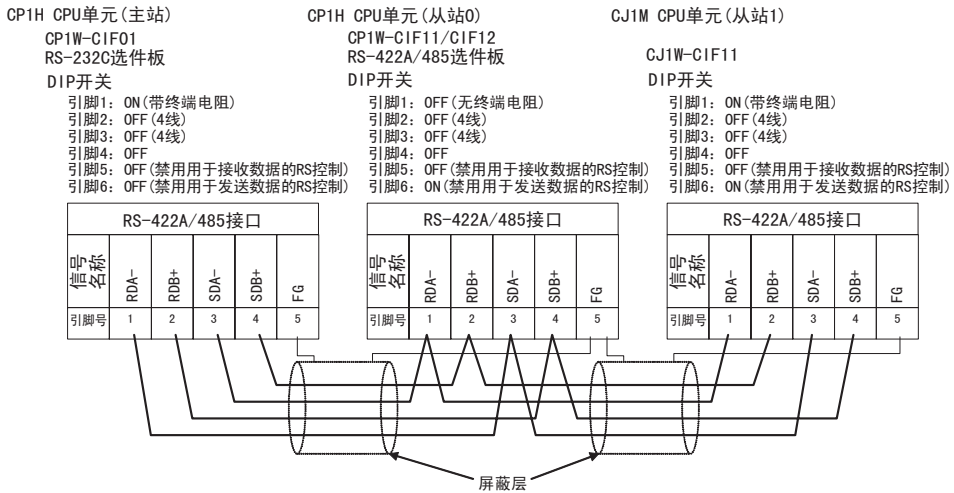 CP1H CPU单元(主站)
CP1W-CIF01
RS-232C选件板
DIP开关
引脚1: ON(带终端电阻)
引脚2: OFF(4线)
引脚3: OFF(4线)
引脚4: OFF
引脚5: OFF(禁用用于接收数据的RS控制)
引脚6: OFF(禁用用于发送数据的RS控制)
RS-422A/485接口
信号名称 RDA- RDB+ SDA- SDB+ FG
引脚号 1 2 3 4 5
CP1H CPU单元(从站0)
CP1W-CIF11/CIF12
RS-422A/485选件板
DIP开关
引脚1: OFF(无终端电阻)
引脚2: OFF(4线)
引脚3: OFF(4线)
引脚4: OFF
引脚5: OFF(禁用用于接收数据的RS控制)
引脚6: ON(禁用用于发送数据的RS控制)
RS-422A/485接口
信号名称 RDA- RDB+ SDA- SDB+ FG
引脚号 1 2 3 4 5
CJ1M CPU单元(从站1)
CJ1W-CIF11
DIP开关
引脚1: ON(带终端电阻)
引脚2: OFF(4线)
引脚3: OFF(4线)
引脚4: OFF
引脚5: OFF(禁用用于接收数据的RS控制)
引脚6: ON(禁用用于发送数据的RS控制)
RS-422A/485接口
信号名称 RDA- RDB+ SDA- SDB+ FG
引脚号 1 2 3 4 5
屏蔽层